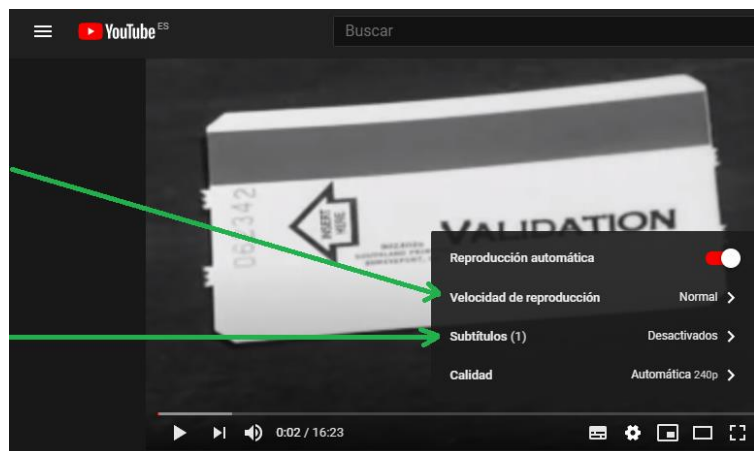 YouTube ES
Buscar
062342
INSERT
HERE
VALIDATION
Reproducción automática
Velocidad de reproducción Normal
Subtítulos (1) Desactivados
Calidad Automática 240p
0:02 / 16:23